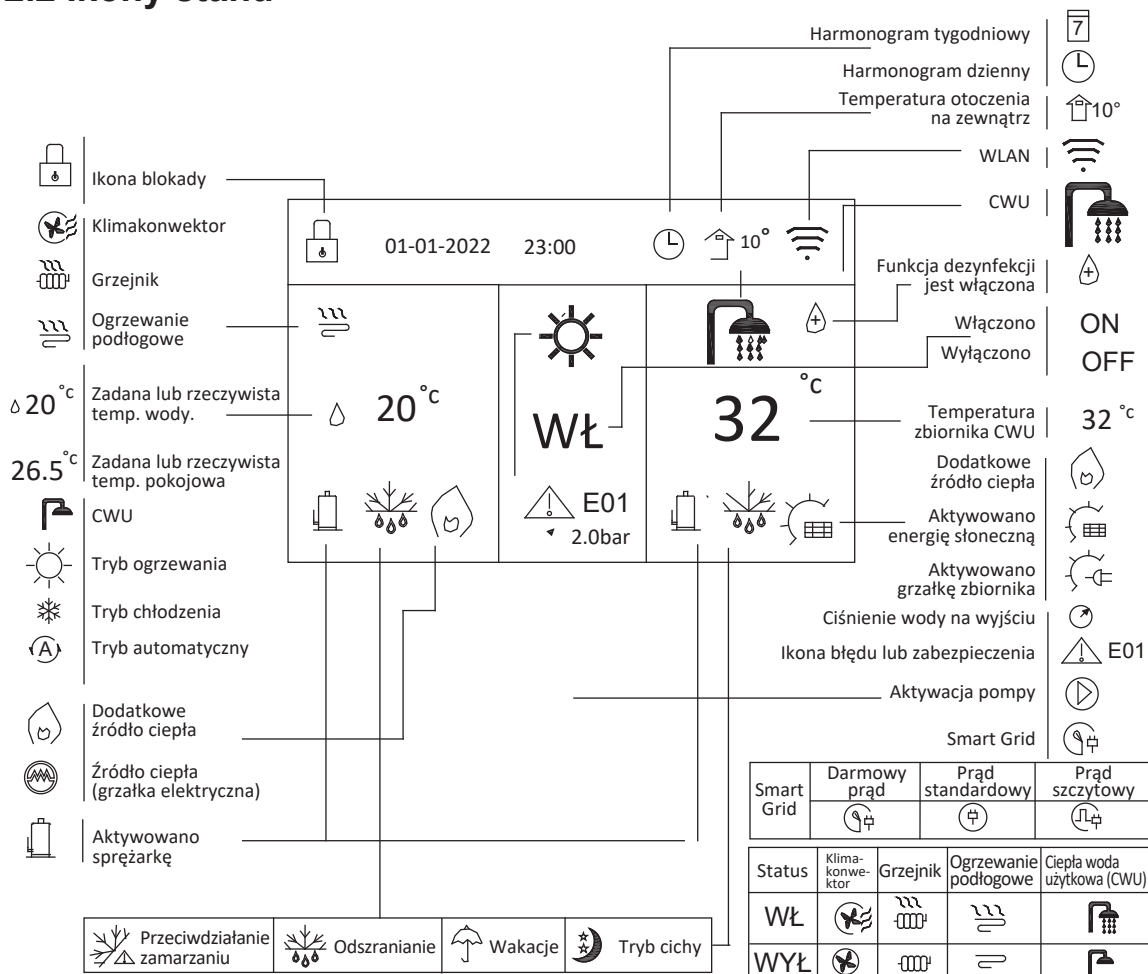 Harmonogram tygodniowy
7
Harmonogram dzienny
Temperatura otoczenia
na zewnątrz
10°
WLAN
CWU
Funkcja dezynfekcji
jest włączona
Włączono
ON
Wyłączono
OFF
Temperatura
zbiornika CWU
32 °c
Dodatkowe
źródło ciepła
Aktywowano
energię słoneczną
Aktywowano
grzałkę zbiornika
Ciśnienie wody na wyjściu
Ikona błędu lub zabezpieczenia
E01
Aktywacja pompy
Smart Grid
Ikona blokady
Klimakonwektor
Grzejnik
Ogrzewanie
podłogowe
20°c
Zadana lub rzeczywista
temp. wody.
26.5°c
Zadana lub rzeczywista
temp. pokojowa
CWU
Tryb ogrzewania
Tryb chłodzenia
A
Tryb automatyczny
Dodatkowe
źródło ciepła
Źródło ciepła
(grzałka elektryczna)
Aktywowano
sprężarkę
01-01-2022 23:00
10°
20°c
WŁ
E01
2.0bar
°c
32
Smart
Grid
Darmowy
prąd
Prąd
standardowy
Prąd
szczytowy
Status
Klima-
konwe-
ktor
Grzejnik
Ogrzewanie
podłogowe
Ciepła woda
użytkowa (CWU)
WŁ
WYŁ
Przeciwdziałanie
zamarzaniu
Odszranianie
Wakacje
Tryb cichy